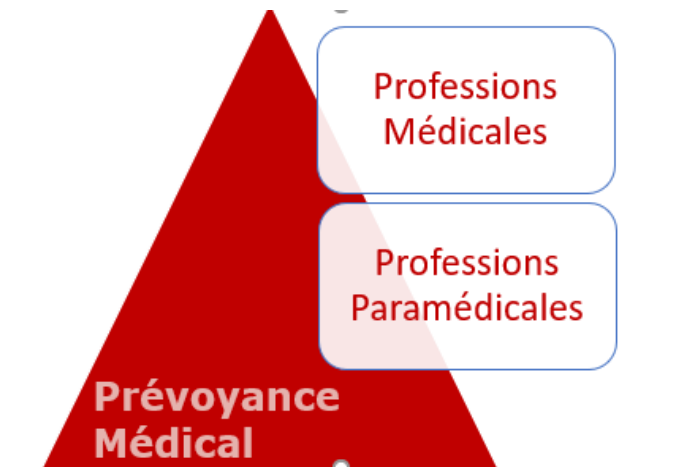 Professions
Médicales
Professions
Paramédicales
Prévoyance
Médical